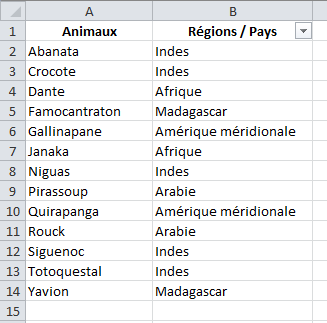 A B
1 Animaux Régions / Pays
2 Abanata Indes
3 Crocote Indes
4 Dante Afrique
5 Famocantraton Madagascar
6 Gallinapane Amérique méridionale
7 Janaka Afrique
8 Niguas Indes
9 Pirassoup Arabie
10 Quirapanga Amérique méridionale
11 Rouck Arabie
12 Siguenoc Indes
13 Totoquestal Indes
14 Yavion Madagascar
15